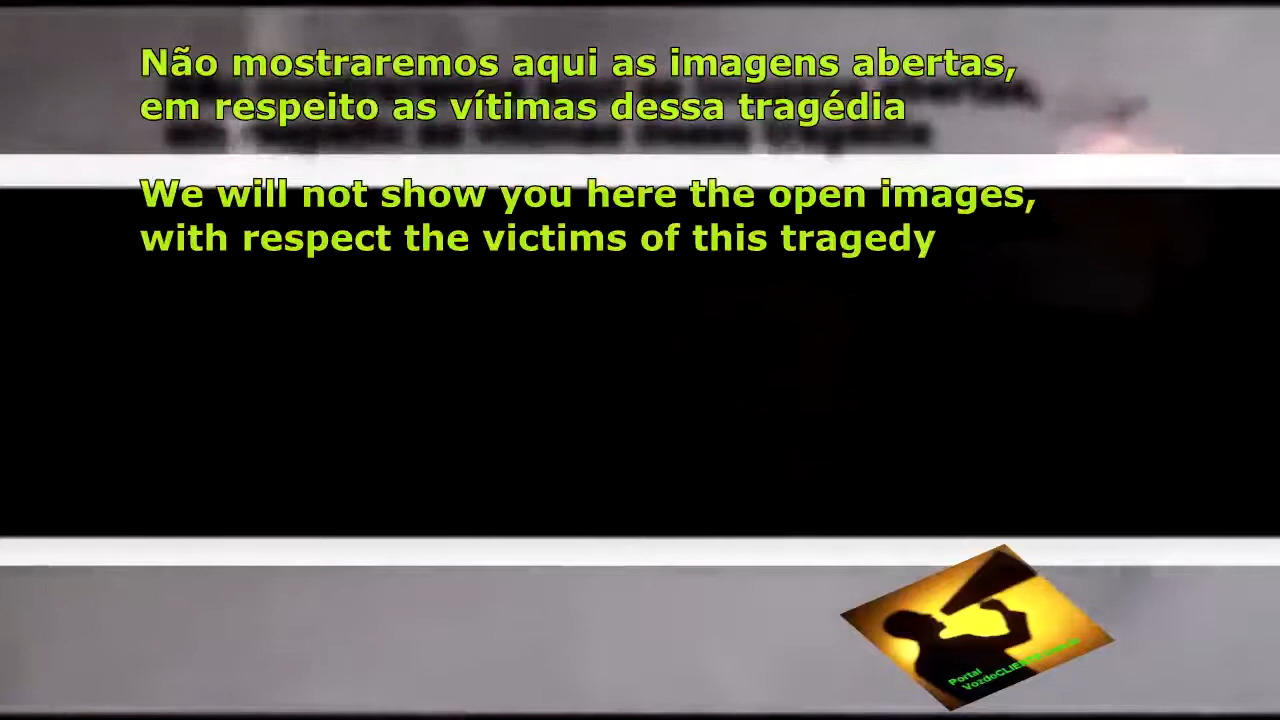 Não mostraremos aqui as imagens abertas,
em respeito as vítimas dessa tragédia
We will not show you here the open images,
with respect the victims of this tragedy
Portal